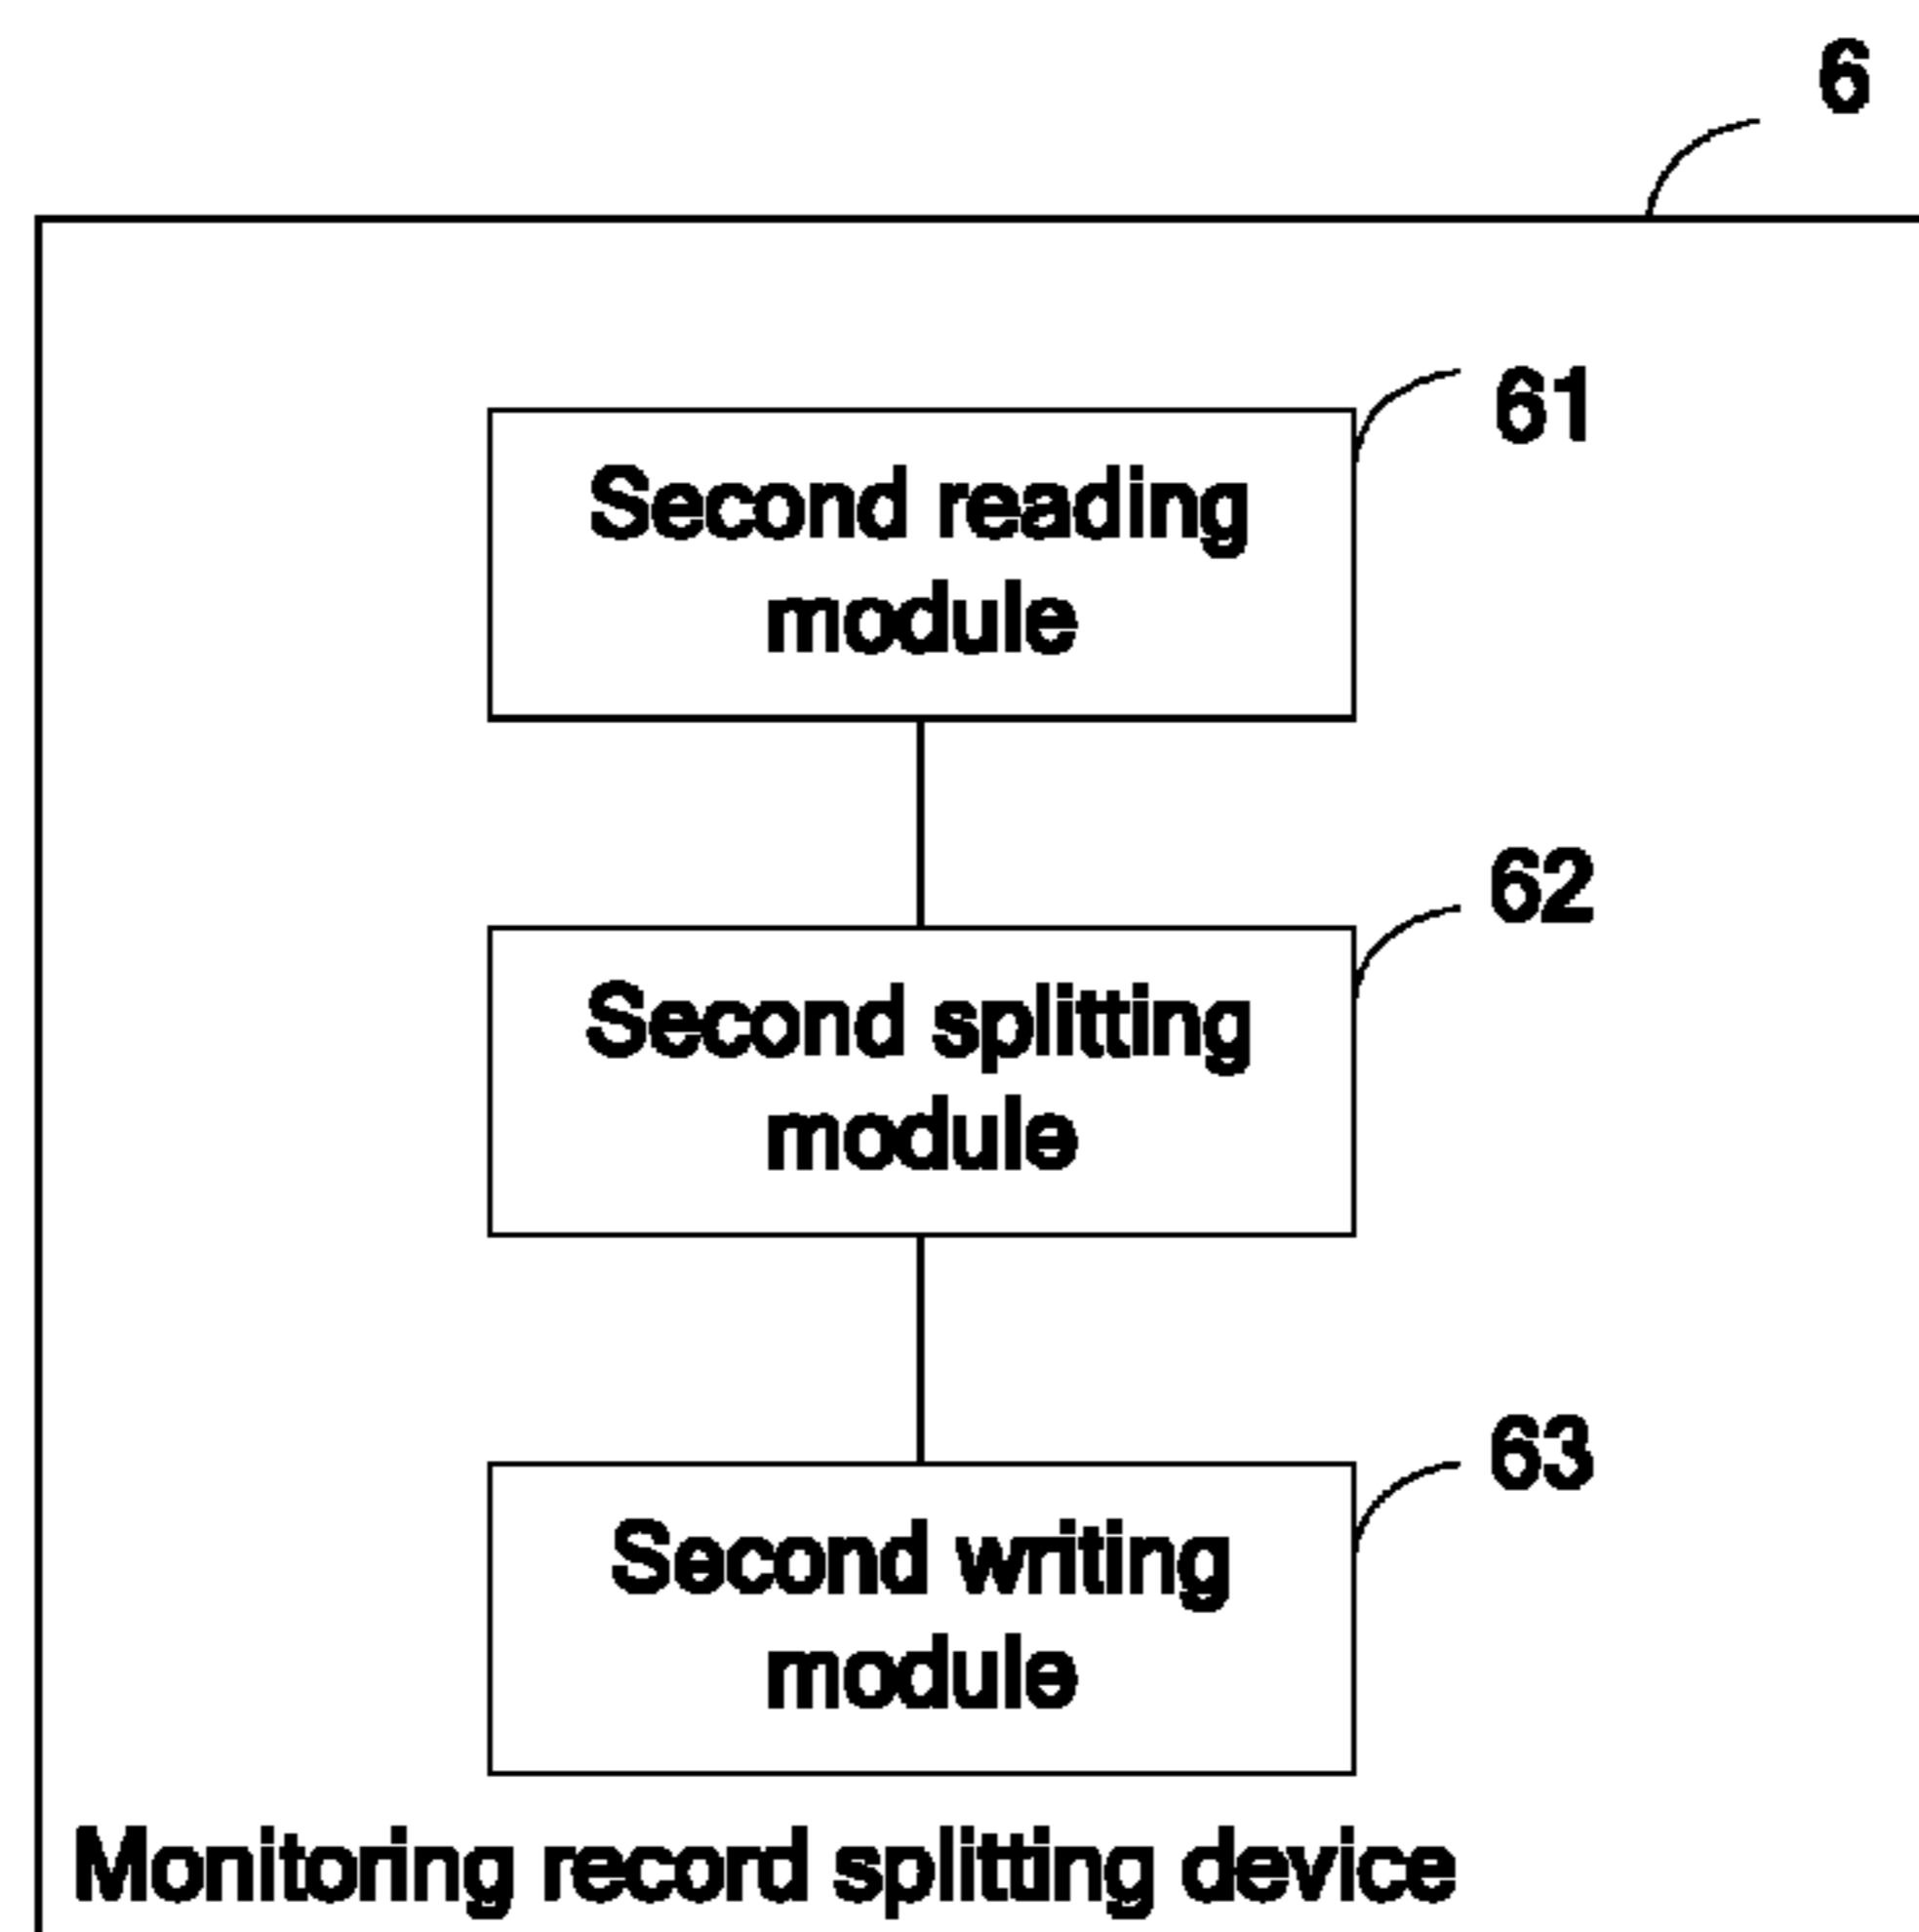 6
61
Second reading
module
62
Second splitting
module
63
Second writing
module
Monitoring record splitting device